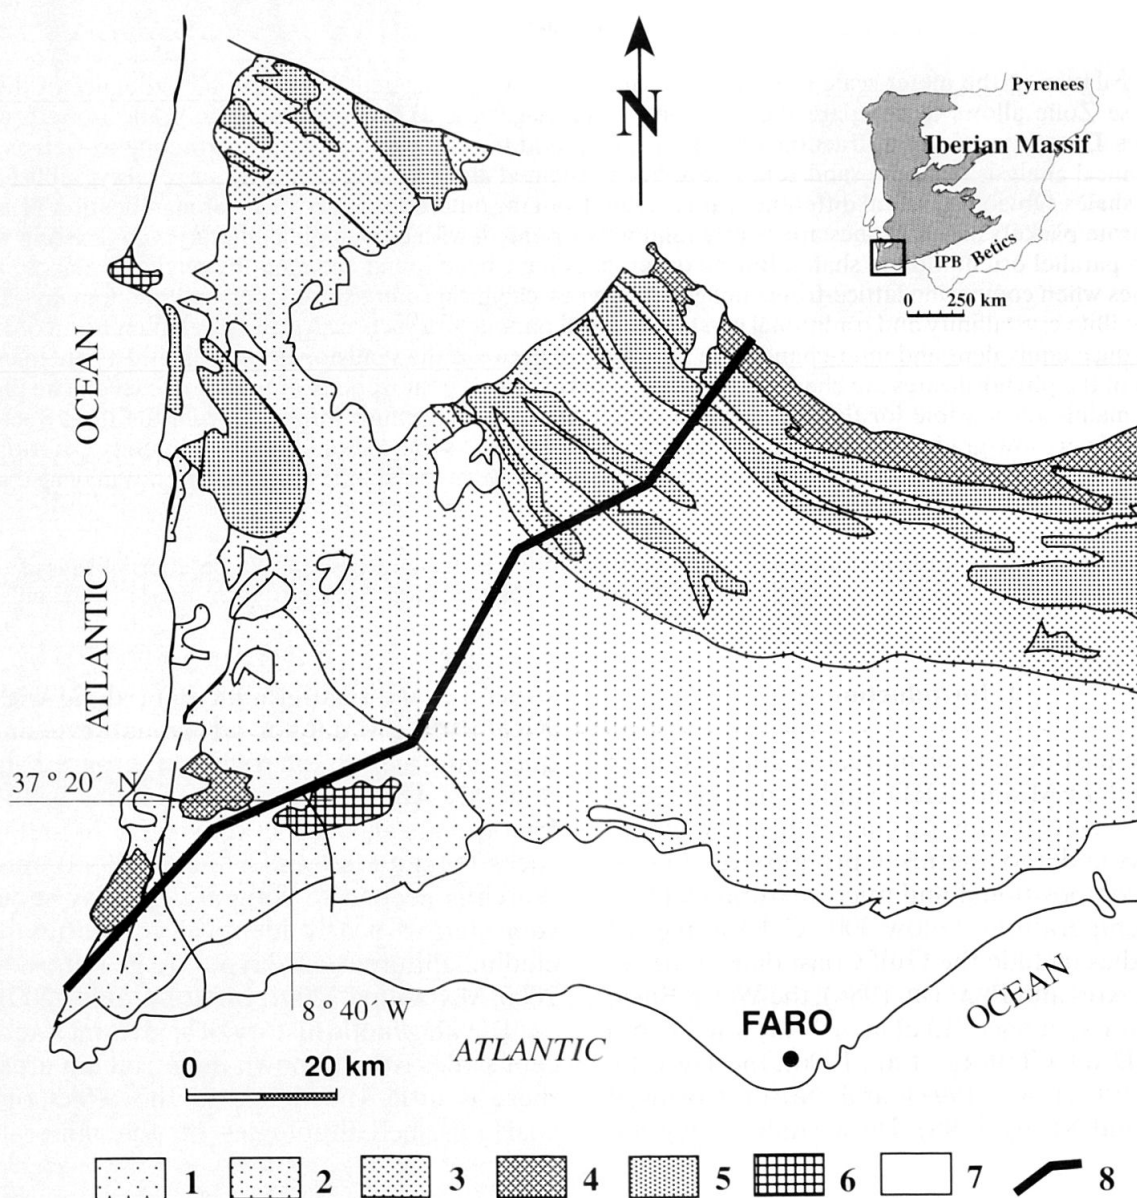 N
Pyrenees
Iberian Massif
IPB
Betics
0 250 km
OCEAN
ATLANTIC
37 ° 20´ N
8 ° 40´ W
ATLANTIC
OCEAN
FARO
0 20 km
1 2 3 4 5 6 7 8